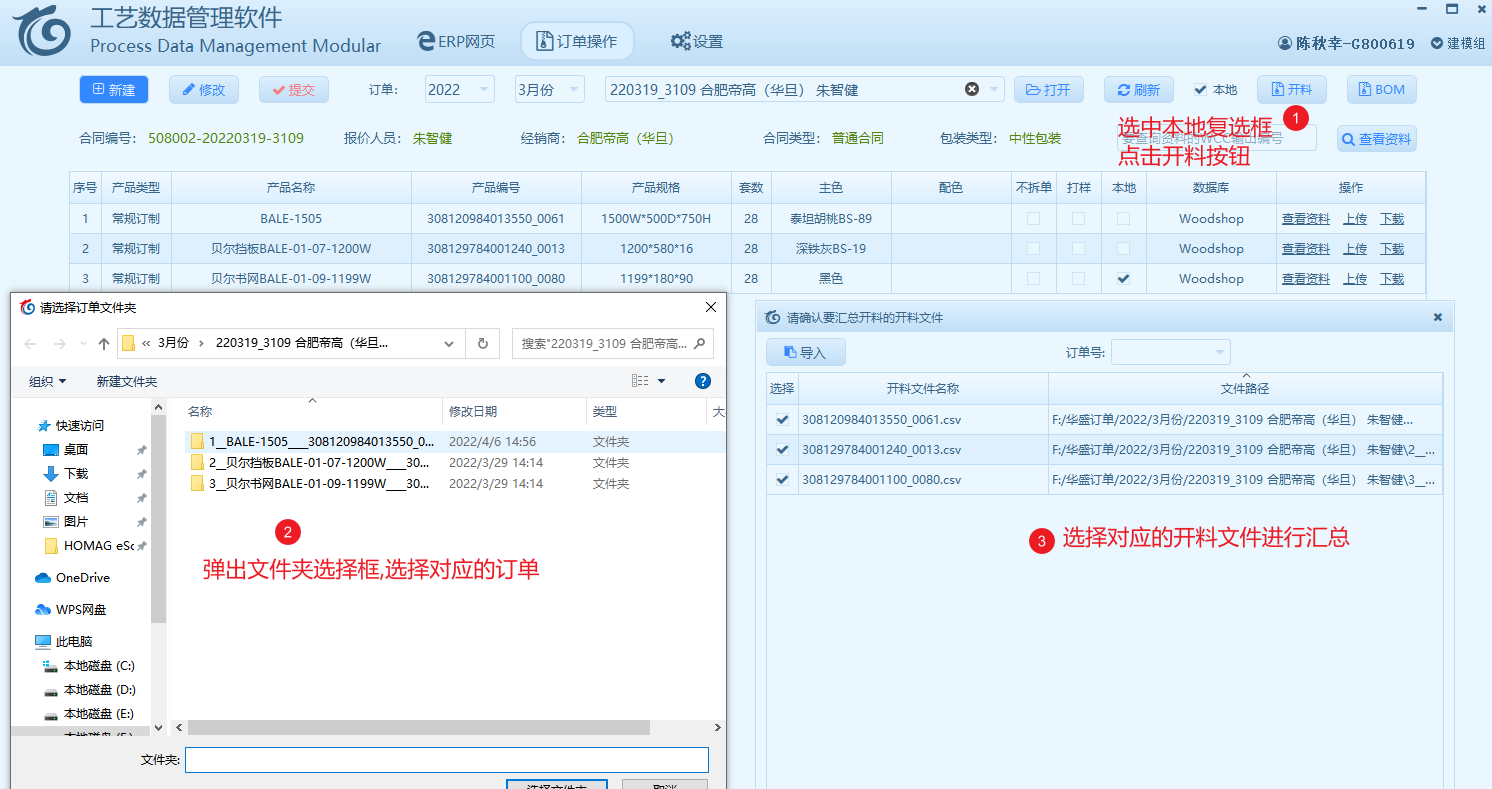 工艺数据管理软件
Process Data Management Modular
ERP网页
订单操作
设置
陈秋幸-G800619
建模组
新建
修改
提交
订单:
2022
3月份
220319_3109 合肥帝高（华旦） 朱智健
打开
刷新
本地
开料
BOM
合同编号: 508002-20220319-3109
报价人员: 朱智健
经销商: 合肥帝高（华旦）
合同类型: 普通合同
包装类型: 中性包装
要查询资料的WCC输出编号
查看资料
选中本地复选框
1
点击开料按钮
序号 产品类型 产品名称 产品编号 产品规格 套数 主色 配色 不拆单 打样 本地 数据库 操作
1 常规订制 BALE-1505 308120984013550_0061 1500W*500D*750H 28 泰坦胡桃BS-89 Woodshop 查看资料 上传 下载
2 常规订制 贝尔挡板BALE-01-07-1200W 308129784001240_0013 1200*580*16 28 深铁灰BS-19 Woodshop 查看资料 上传 下载
3 常规订制 贝尔书网BALE-01-09-1199W 308129784001100_0080 1199*180*90 28 黑色 Woodshop 查看资料 上传 下载
请选择订单文件夹
« 3月份 › 220319_3109 合肥帝高（华旦...
搜索"220319_3109 合肥帝高...
组织
新建文件夹
名称 修改日期 类型 大
快速访问
桌面
下载
文档
图片
HOMAG eSc
OneDrive
WPS网盘
此电脑
本地磁盘 (C:)
本地磁盘 (D:)
本地磁盘 (E:)
1__BALE-1505___308120984013550_0... 2022/4/6 14:56 文件夹
2__贝尔挡板BALE-01-07-1200W___30... 2022/3/29 14:14 文件夹
3__贝尔书网BALE-01-09-1199W___30... 2022/3/29 14:14 文件夹
2
弹出文件夹选择框,选择对应的订单
文件夹:
选择文件夹
取消
请确认要汇总开料的开料文件
导入
订单号:
选择 开料文件名称 文件路径
308120984013550_0061.csv F:/华盛订单/2022/3月份/220319_3109 合肥帝高（华旦） 朱智健...
308129784001240_0013.csv F:/华盛订单/2022/3月份/220319_3109 合肥帝高（华旦） 朱智健\2__...
308129784001100_0080.csv F:/华盛订单/2022/3月份/220319_3109 合肥帝高（华旦） 朱智健\3__...
3 选择对应的开料文件进行汇总